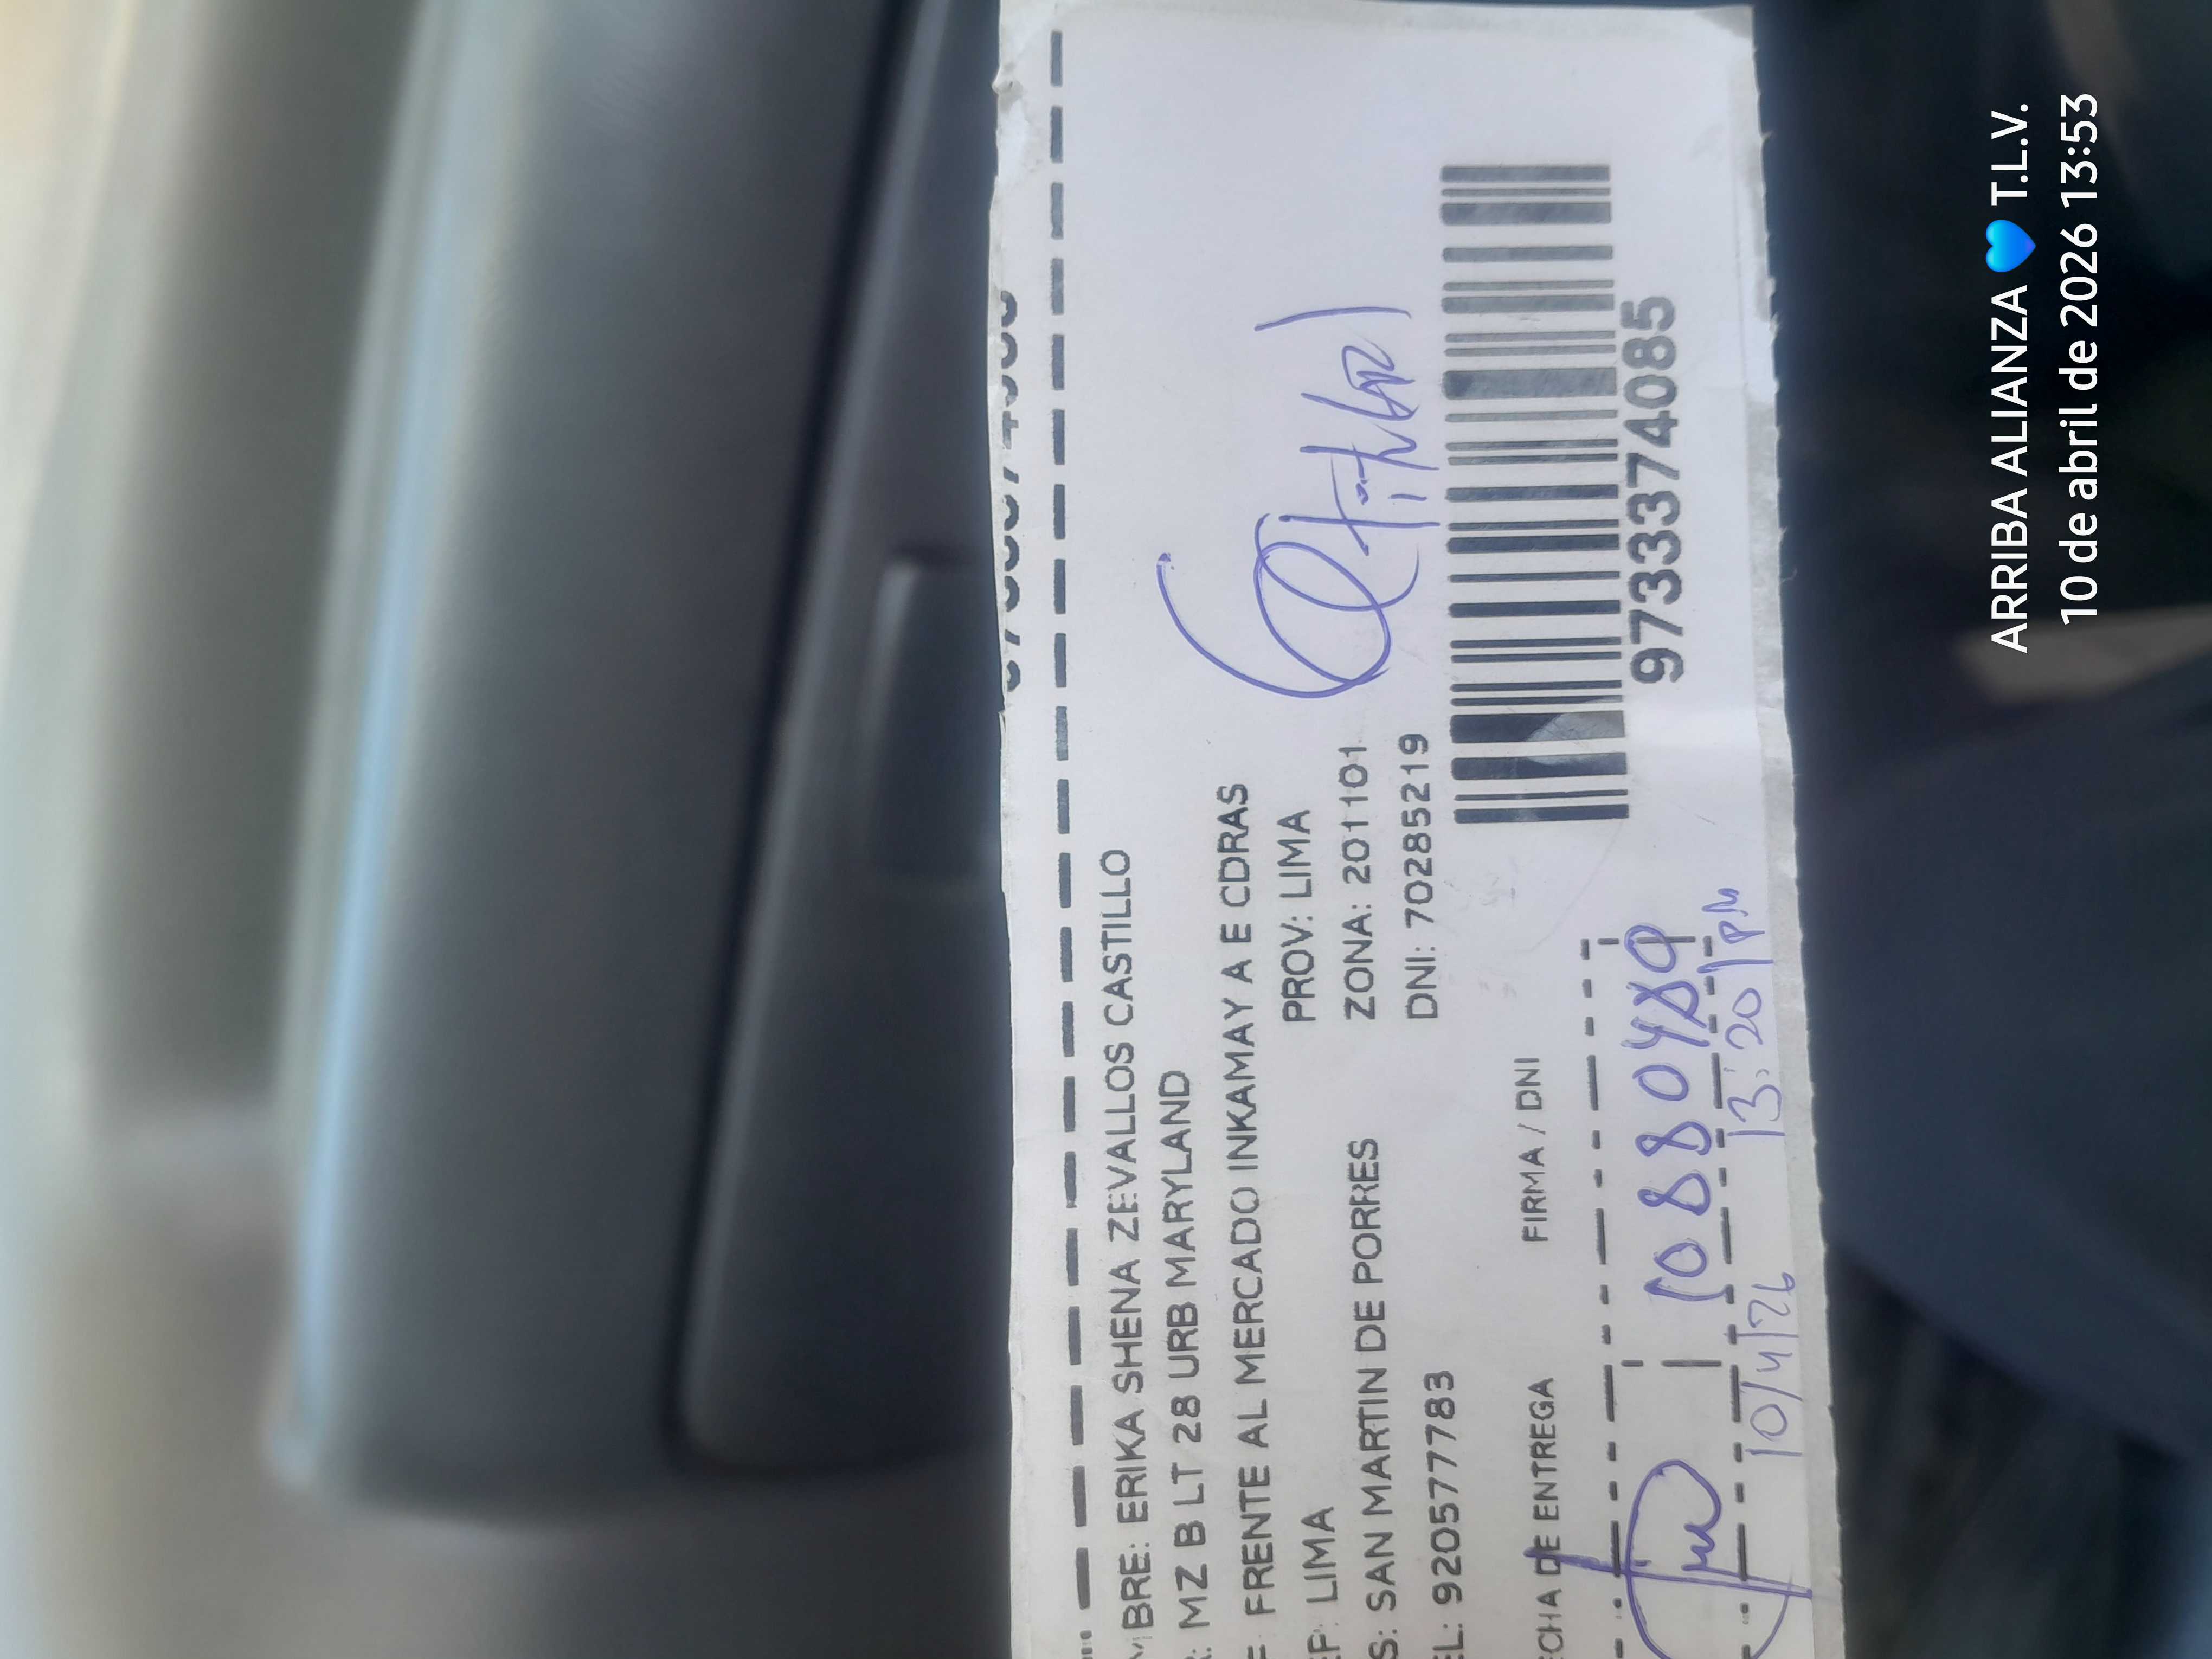 BRE: ERIKA SHENA ZEVALLOS CASTILLO
: MZ B LT 28 URB MARYLAND
: FRENTE AL MERCADO INKAMAY A E CDRAS
EP: LIMA PROV: LIMA
S: SAN MARTIN DE PORRES ZONA: 201101
EL: 920577783 DNI: 70285219
9733374085
ECHA DE ENTREGA FIRMA / DNI
10/4/26 13:20 PM
ARRIBA ALIANZA 💙 T.L.V.
10 de abril de 2026 13:53